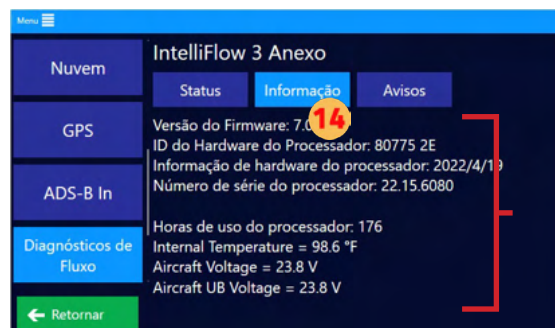 Menu
IntelliFlow 3 Anexo
Nuvem
Status
Informação
Avisos
14
GPS
Versão do Firmware: 7.0
ID do Hardware do Processador: 80775 2E
Informação de hardware do processador: 2022/4/19
ADS-B In
Número de série do processador: 22.15.6080
Horas de uso do processador: 176
Diagnósticos de
Fluxo
Internal Temperature = 98.6 °F
Aircraft Voltage = 23.8 V
Aircraft UB Voltage = 23.8 V
Retornar